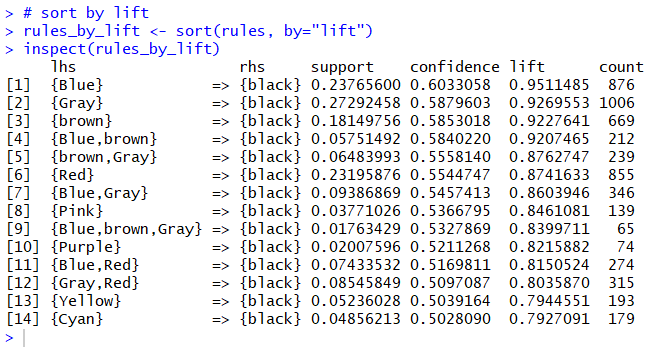 > # sort by lift
> rules_by_lift <- sort(rules, by="lift")
> inspect(rules_by_lift)
     lhs                  rhs     support    confidence lift      count
[1]  {Blue}            => {black} 0.23765600 0.6033058  0.9511485  876
[2]  {Gray}            => {black} 0.27292458 0.5879603  0.9269553 1006
[3]  {brown}           => {black} 0.18149756 0.5853018  0.9227641  669
[4]  {Blue,brown}      => {black} 0.05751492 0.5840220  0.9207465  212
[5]  {brown,Gray}      => {black} 0.06483993 0.5558140  0.8762747  239
[6]  {Red}             => {black} 0.23195876 0.5544747  0.8741633  855
[7]  {Blue,Gray}       => {black} 0.09386869 0.5457413  0.8603946  346
[8]  {Pink}            => {black} 0.03771026 0.5366795  0.8461081  139
[9]  {Blue,brown,Gray} => {black} 0.01763429 0.5327869  0.8399711   65
[10] {Purple}          => {black} 0.02007596 0.5211268  0.8215882   74
[11] {Blue,Red}        => {black} 0.07433532 0.5169811  0.8150524  274
[12] {Gray,Red}        => {black} 0.08545849 0.5097087  0.8035870  315
[13] {Yellow}          => {black} 0.05236028 0.5039164  0.7944551  193
[14] {Cyan}            => {black} 0.04856213 0.5028090  0.7927091  179
>